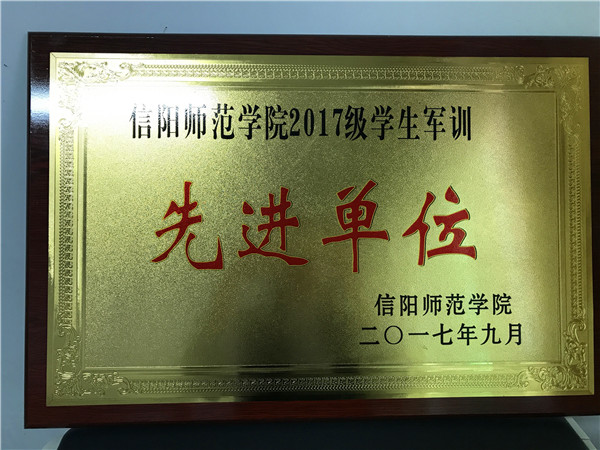 信阳师范学院2017级学生军训
先进单位
信阳师范学院
二〇一七年九月